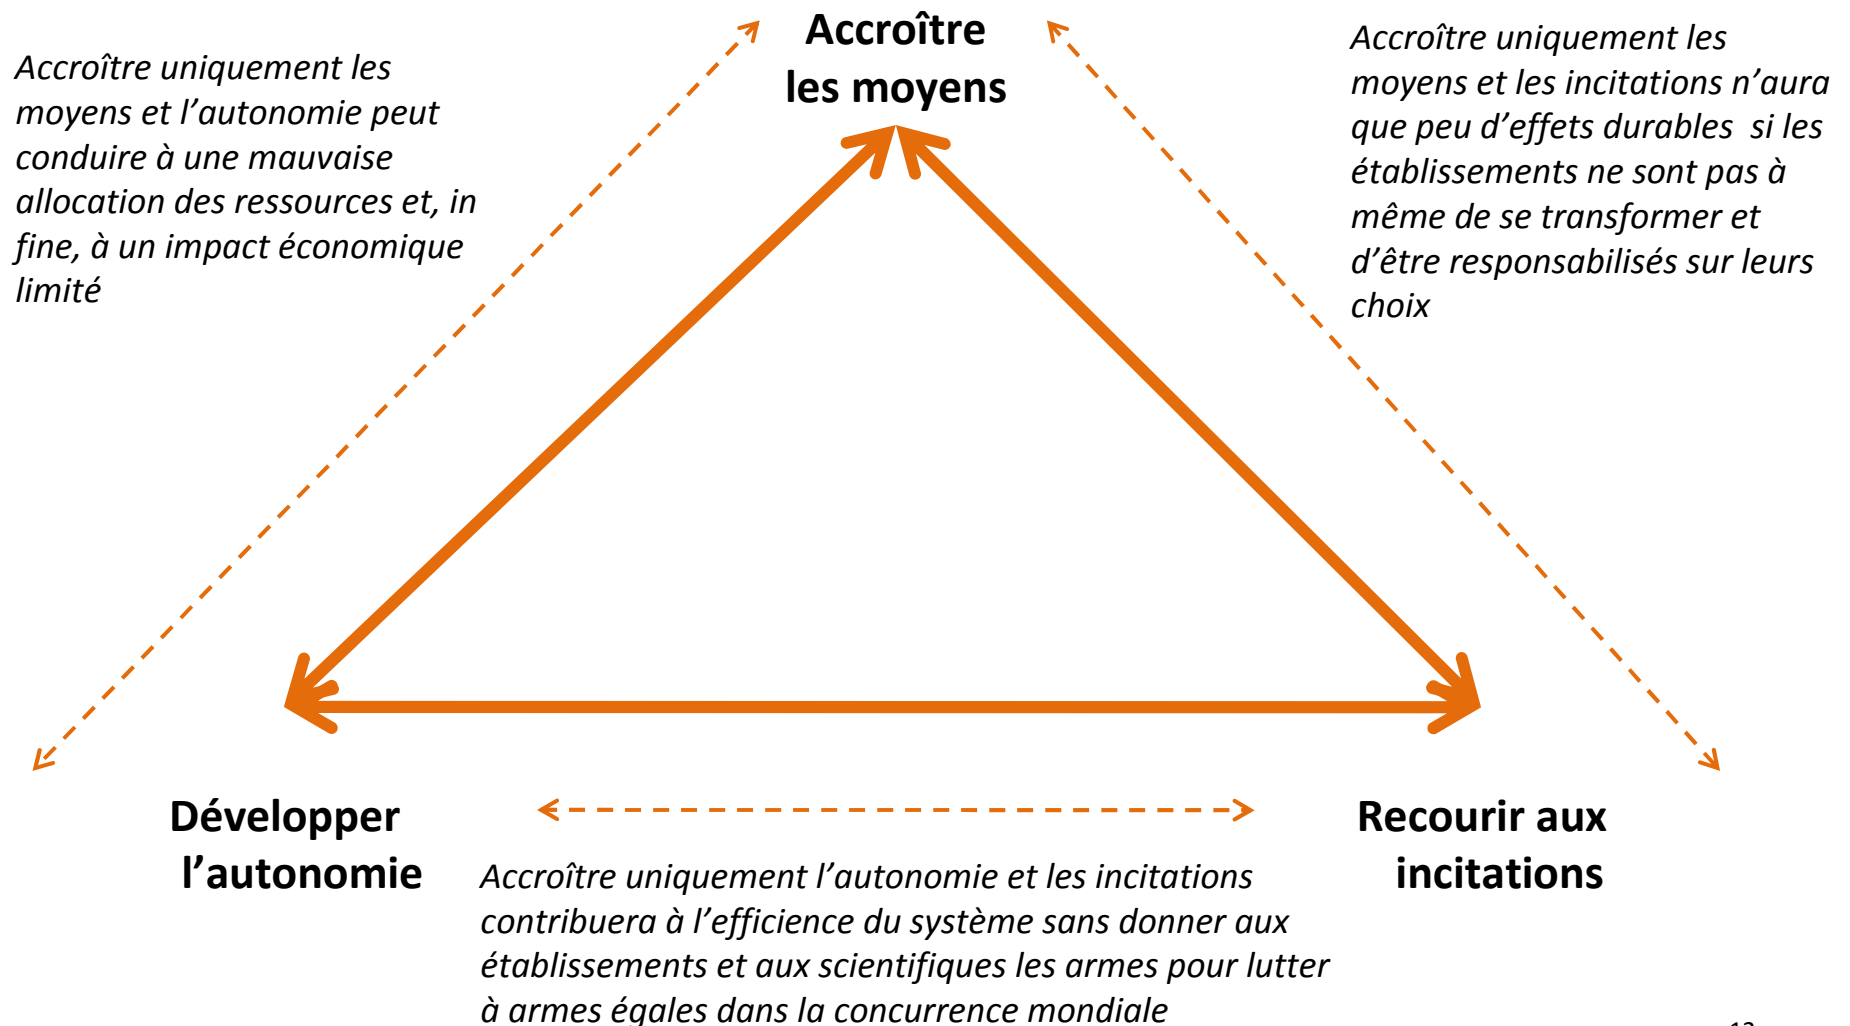 Accroître
les moyens
Accroître uniquement les
moyens et l’autonomie peut
conduire à une mauvaise
allocation des ressources et, in
fine, à un impact économique
limité
Accroître uniquement les
moyens et les incitations n’aura
que peu d’effets durables si les
établissements ne sont pas à
même de se transformer et
d’être responsabilisés sur leurs
choix
Développer
l’autonomie
Recourir aux
incitations
Accroître uniquement l’autonomie et les incitations
contribuera à l’efficience du système sans donner aux
établissements et aux scientifiques les armes pour lutter
à armes égales dans la concurrence mondiale